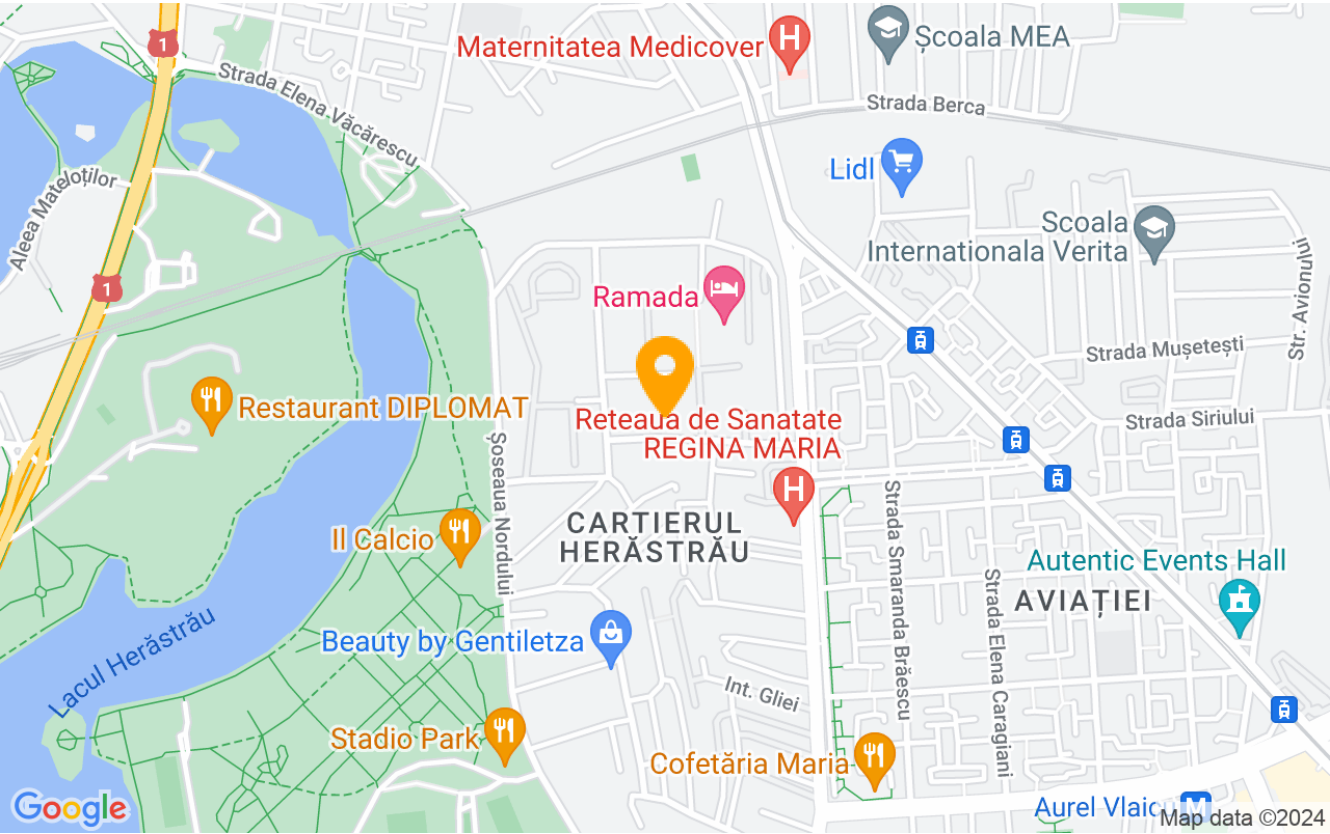 1
Maternitatea Medicover
H
Școala MEA
Strada Elena Văcărescu
Strada Berca
Lidl
Aleea Mateloților
Scoala
Internationala Verita
1
Ramada
Str. Avionului
Strada Musetești
Restaurant DIPLOMAT
Reteaua de Sanatate
REGINA MARIA
Strada Siriului
H
Șoseaua Nordului
Strada Smaranda Brăescu
Il Calcio
CARTIERUL
HERĂSTRĂU
Autentic Events Hall
Strada Elena Caragiani
AVIAȚIEI
Lacul Herăstrău
Beauty by Gentiletza
Int. Gliei
Stadio Park
Cofetăria Maria
Google
Aurel Vlaicu
M
Map data ©2024